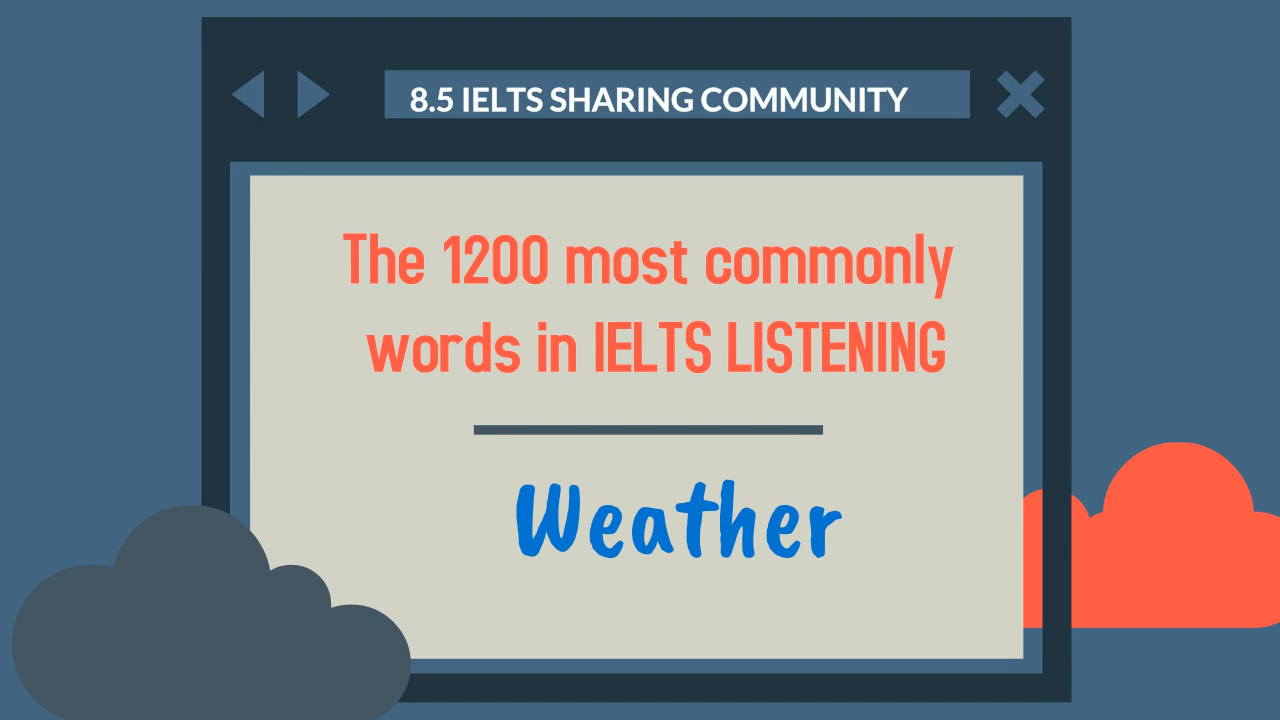 8.5 IELTS SHARING COMMUNITY
The 1200 most commonly
words in IELTS LISTENING
Weather